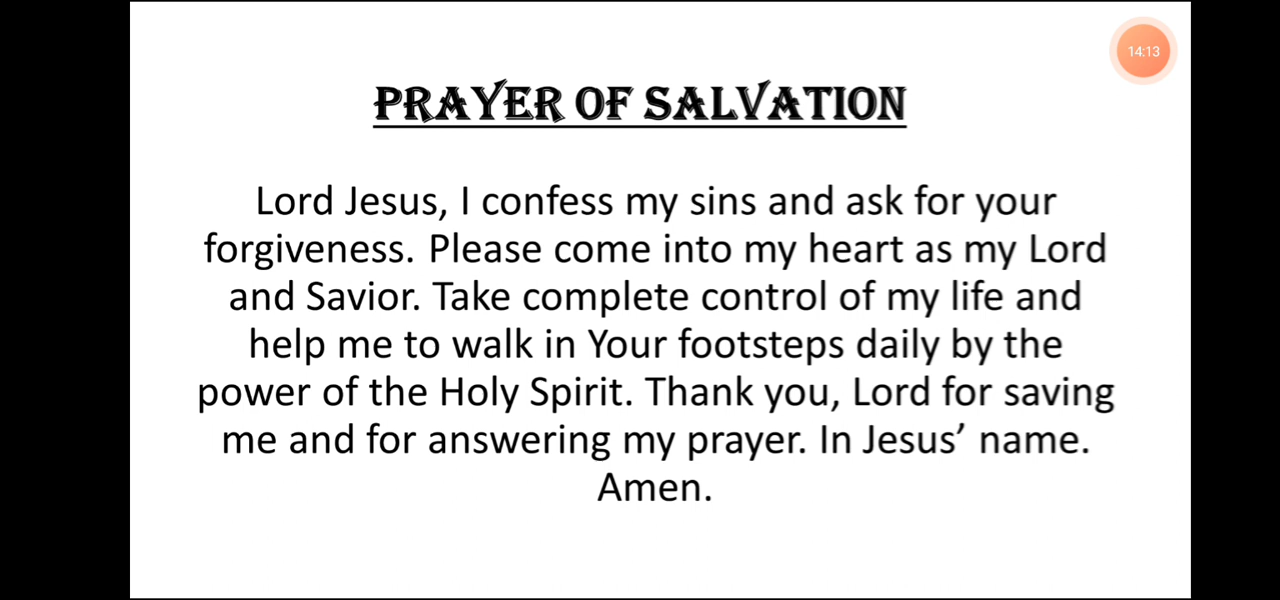 14:13
PRAYER OF SALVATION
Lord Jesus, I confess my sins and ask for your
forgiveness. Please come into my heart as my Lord
and Savior. Take complete control of my life and
help me to walk in Your footsteps daily by the
power of the Holy Spirit. Thank you, Lord for saving
me and for answering my prayer. In Jesus’ name.
Amen.